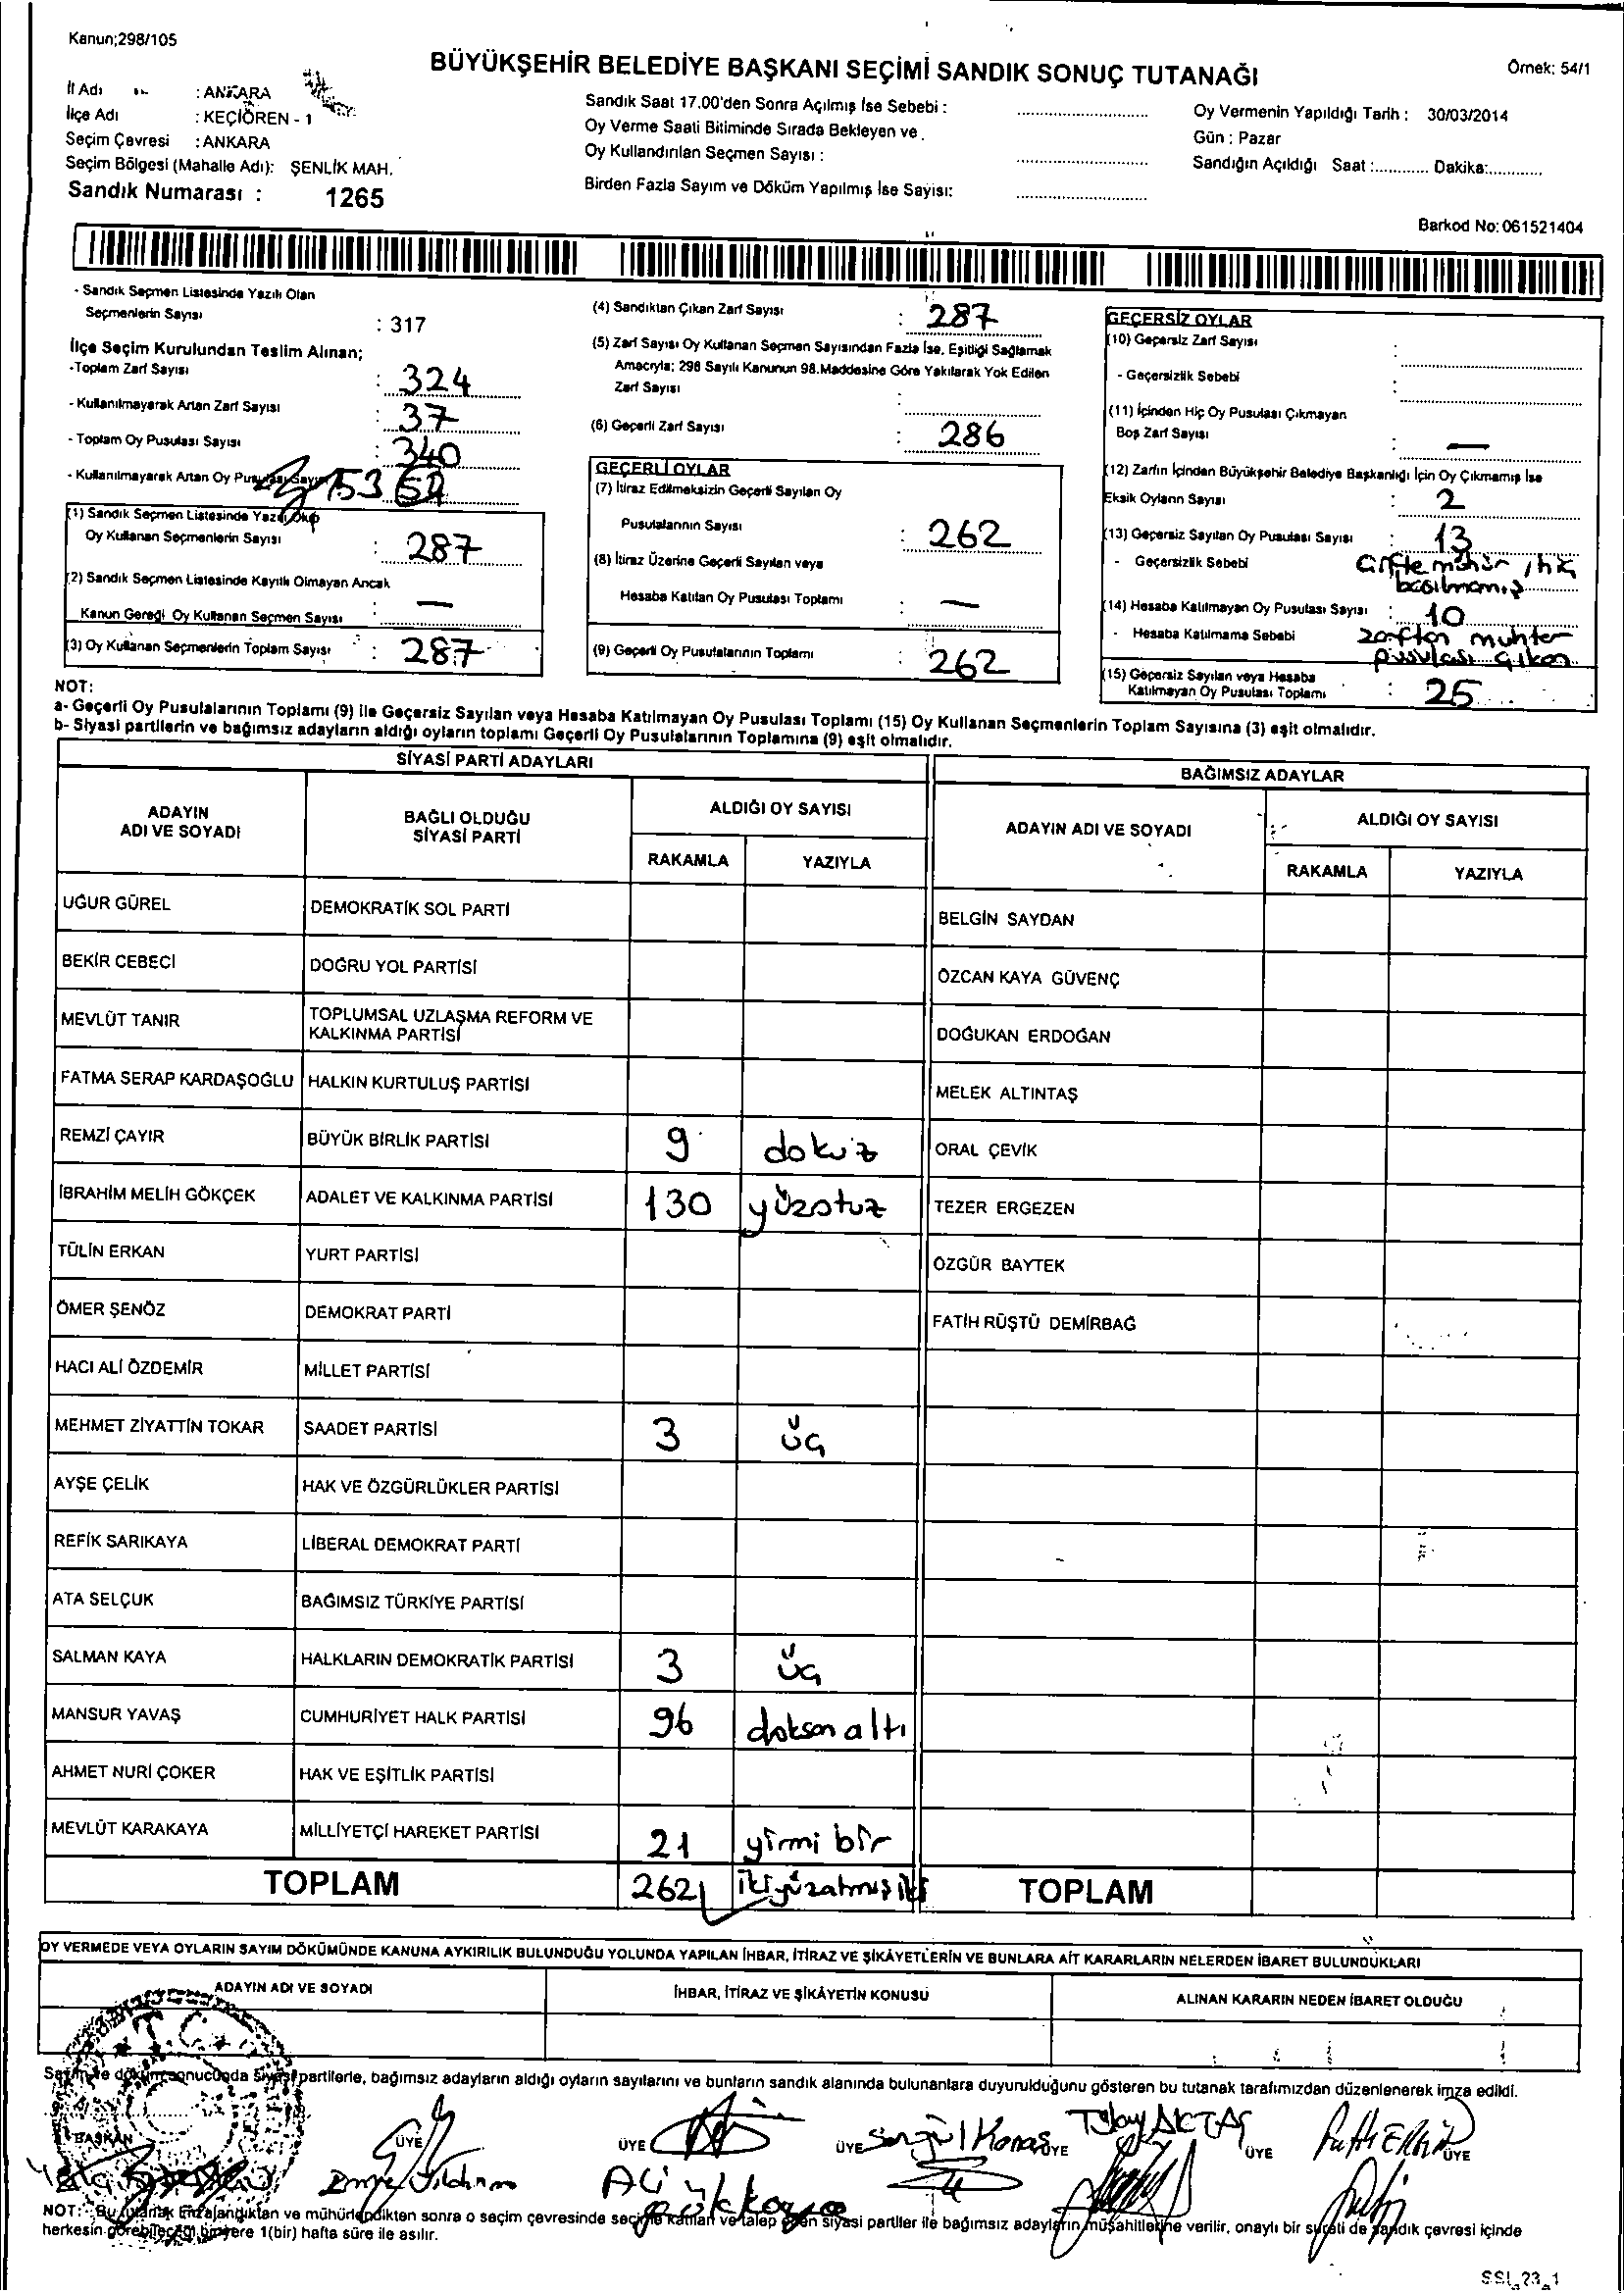 Kanun;298/105
BÜYÜKŞEHİR BELEDİYE BAŞKANI SEÇİMİ SANDIK SONUÇ TUTANAĞI
Örnek: 54/1
İl Adı : ANKARA
İlçe Adı : KEÇİÖREN - 1
Seçim Çevresi : ANKARA
Seçim Bölgesi (Mahalle Adı): ŞENLİK MAH.
Sandık Numarası : 1265
Sandık Saat 17.00'den Sonra Açılmış İse Sebebi :
Oy Verme Saati Bitiminde Sırada Bekleyen ve
Oy Kullandırılan Seçmen Sayısı :
Birden Fazla Sayım ve Döküm Yapılmış İse Sayısı:
Oy Vermenin Yapıldığı Tarih : 30/03/2014
Gün : Pazar
Sandığın Açıldığı Saat :............. Dakika:.............
Barkod No: 061521404
- Sandık Seçmen Listesinde Yazılı Olan
Seçmenlerin Sayısı : 317
İlçe Seçim Kurulundan Teslim Alınan;
-Toplam Zarf Sayısı : 324
- Kullanılmayarak Artan Zarf Sayısı : 37
- Toplam Oy Pusulası Sayısı : 340
- Kullanılmayarak Artan Oy Pusulası Sayısı 53
(1) Sandık Seçmen Listesinde Yazılı Olup
Oy Kullanan Seçmenlerin Sayısı : 287
(2) Sandık Seçmen Listesinde Kayıtlı Olmayan Ancak
Kanun Gereği Oy Kullanan Seçmen Sayısı : —
(3) Oy Kullanan Seçmenlerin Toplam Sayısı : 287
(4) Sandıktan Çıkan Zarf Sayısı : 287
(5) Zarf Sayısı Oy Kullanan Seçmen Sayısından Fazla İse, Eşitliği Sağlamak
Amacıyla; 298 Sayılı Kanunun 98.Maddesine Göre Yakılarak Yok Edilen
Zarf Sayısı :
(6) Geçerli Zarf Sayısı : 286
GEÇERLİ OYLAR
(7) İtiraz Edilmeksizin Geçerli Sayılan Oy
Pusulalarının Sayısı : 262
(8) İtiraz Üzerine Geçerli Sayılan veya
Hesaba Katılan Oy Pusulası Toplamı : —
(9) Geçerli Oy Pusulalarının Toplamı : 262
GEÇERSİZ OYLAR
(10) Geçersiz Zarf Sayısı :
- Geçersizlik Sebebi :
(11) İçinden Hiç Oy Pusulası Çıkmayan
Boş Zarf Sayısı : —
(12) Zarfın İçinden Büyükşehir Belediye Başkanlığı İçin Oy Çıkmamış İse
Eksik Oyların Sayısı : 2
(13) Geçersiz Sayılan Oy Pusulası Sayısı : 13
- Geçersizlik Sebebi Çifte mühür, hiç
basılmamış
(14) Hesaba Katılmayan Oy Pusulası Sayısı : 10
- Hesaba Katılmama Sebebi zarftan muhtar
pusulası çıkan
(15) Geçersiz Sayılan veya Hesaba
Katılmayan Oy Pusulası Toplamı : 25
NOT:
a- Geçerli Oy Pusulalarının Toplamı (9) ile Geçersiz Sayılan veya Hesaba Katılmayan Oy Pusulası Toplamı (15) Oy Kullanan Seçmenlerin Toplam Sayısına (3) eşit olmalıdır.
b- Siyasi partilerin ve bağımsız adayların aldığı oyların toplamı Geçerli Oy Pusulalarının Toplamına (9) eşit olmalıdır.
SİYASİ PARTİ ADAYLARI
BAĞIMSIZ ADAYLAR
ADAYIN ADI VE SOYADI
BAĞLI OLDUĞU SİYASİ PARTİ
ALDIĞI OY SAYISI
RAKAMLA YAZIYLA
ADAYIN ADI VE SOYADI
ALDIĞI OY SAYISI
RAKAMLA YAZIYLA
UĞUR GÜREL DEMOKRATİK SOL PARTİ BELGİN SAYDAN
BEKİR CEBECİ DOĞRU YOL PARTİSİ ÖZCAN KAYA GÜVENÇ
MEVLÜT TANIR TOPLUMSAL UZLAŞMA REFORM VE KALKINMA PARTİSİ DOĞUKAN ERDOĞAN
FATMA SERAP KARDAŞOĞLU HALKIN KURTULUŞ PARTİSİ MELEK ALTINTAŞ
REMZİ ÇAYIR BÜYÜK BİRLİK PARTİSİ 9 dokuz ORAL ÇEVİK
İBRAHİM MELİH GÖKÇEK ADALET VE KALKINMA PARTİSİ 130 yüzotuz TEZER ERGEZEN
TÜLİN ERKAN YURT PARTİSİ ÖZGÜR BAYTEK
ÖMER ŞENÖZ DEMOKRAT PARTİ FATİH RÜŞTÜ DEMİRBAĞ
HACI ALİ ÖZDEMİR MİLLET PARTİSİ
MEHMET ZİYATTİN TOKAR SAADET PARTİSİ 3 üç
AYŞE ÇELİK HAK VE ÖZGÜRLÜKLER PARTİSİ
REFİK SARIKAYA LİBERAL DEMOKRAT PARTİ
ATA SELÇUK BAĞIMSIZ TÜRKİYE PARTİSİ
SALMAN KAYA HALKLARIN DEMOKRATİK PARTİSİ 3 üç
MANSUR YAVAŞ CUMHURİYET HALK PARTİSİ 96 doksan altı
AHMET NURİ ÇOKER HAK VE EŞİTLİK PARTİSİ
MEVLÜT KARAKAYA MİLLİYETÇİ HAREKET PARTİSİ 21 yirmi bir
TOPLAM 262 ikiyüzatmış iki TOPLAM
OY VERMEDE VEYA OYLARIN SAYIM DÖKÜMÜNDE KANUNA AYKIRILIK BULUNDUĞU YOLUNDA YAPILAN İHBAR, İTİRAZ VE ŞİKÂYETLERİN VE BUNLARA AİT KARARLARIN NELERDEN İBARET BULUNDUKLARI
ADAYIN ADI VE SOYADI İHBAR, İTİRAZ VE ŞİKÂYETİN KONUSU ALINAN KARARIN NEDEN İBARET OLDUĞU
T.C.
Sayım ve döküm sonucunda siyasi partilerle, bağımsız adayların aldığı oyların sayılarını ve bunların sandık alanında bulunanlara duyurulduğunu gösteren bu tutanak tarafımızdan düzenlenerek imza edildi.
BAŞKAN ÜYE ÜYE ÜYE ÜYE ÜYE ÜYE
Emre Yıldırım Ali Songül Tülay AKTAŞ
NOT: Bu tutanak imzalandıktan ve mühürlendikten sonra o seçim çevresinde seçime katılan ve talep eden siyasi partiler ile bağımsız adayların müşahitlerine verilir, onaylı bir sureti de sandık çevresi içinde
herkesin görebileceği bir yere 1(bir) hafta süre ile asılır.
SSL_23_1